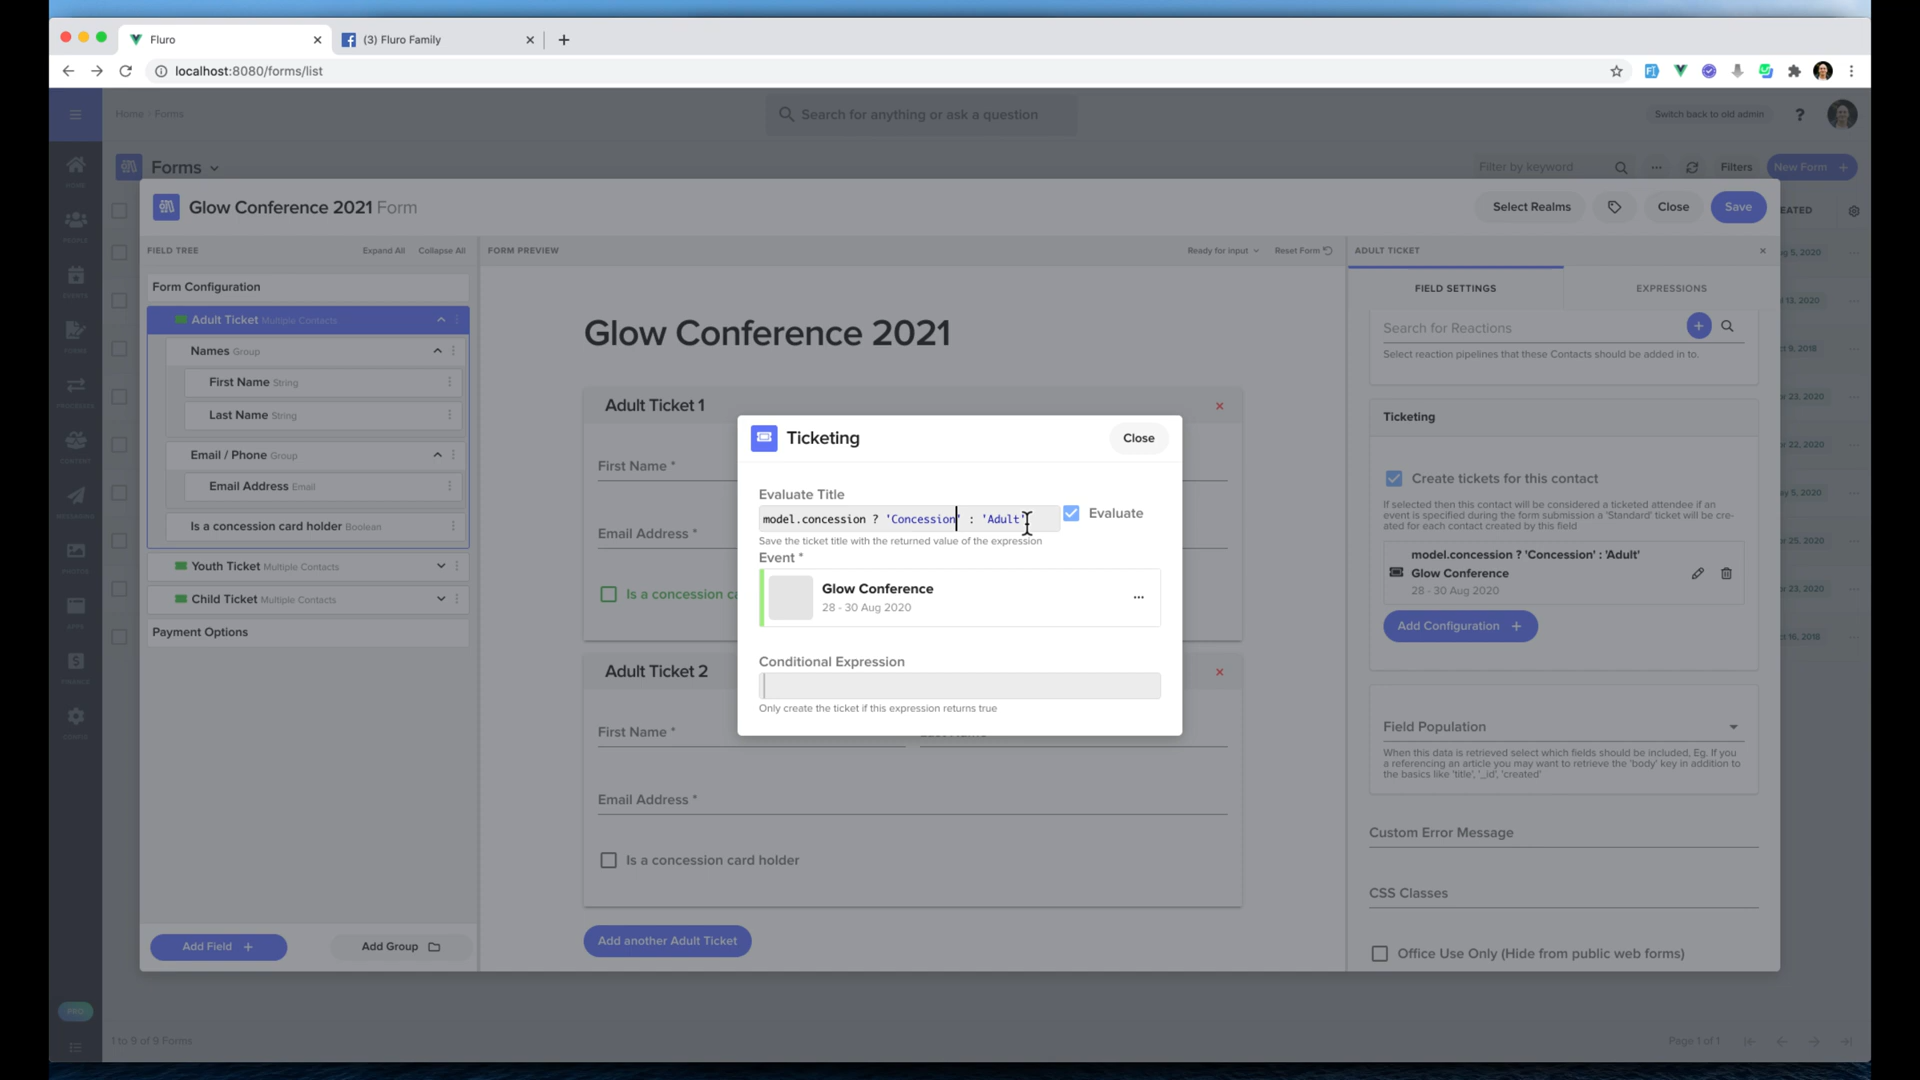 Fluro
(3) Fluro Family
localhost:8080/forms/list
Home > Forms
Search for anything or ask a question
Switch back to old admin
?
Forms
Filter by keyword
Filters
New Form +
Glow Conference 2021 Form
Select Realms
Close
Save
FIELD TREE
Expand All
Collapse All
FORM PREVIEW
Ready for input
Reset Form
ADULT TICKET
Form Configuration
Adult Ticket Multiple Contacts
Names Group
First Name String
Last Name String
Email / Phone Group
Email Address Email
Is a concession card holder Boolean
Youth Ticket Multiple Contacts
Child Ticket Multiple Contacts
Payment Options
Add Field +
Add Group
Glow Conference 2021
Adult Ticket 1
First Name *
Email Address *
Is a concession ca
Adult Ticket 2
First Name *
Email Address *
Is a concession card holder
Add another Adult Ticket
Ticketing
Close
Evaluate Title
model.concession ? 'Concession' : 'Adult'
Evaluate
Save the ticket title with the returned value of the expression
Event *
Glow Conference
28 - 30 Aug 2020
Conditional Expression
Only create the ticket if this expression returns true
FIELD SETTINGS
EXPRESSIONS
Search for Reactions
Select reaction pipelines that these Contacts should be added in to.
Ticketing
Create tickets for this contact
If selected then this contact will be considered a ticketed attendee if an
event is specified during the form submission a 'Standard' ticket will be cre-
ated for each contact created by this field
model.concession ? 'Concession' : 'Adult'
Glow Conference
28 - 30 Aug 2020
Add Configuration +
Field Population
When this data is retrieved select which fields should be included, Eg. If you
a referencing an article you may want to retrieve the 'body' key in addition to
the basics like 'title', '_id', 'created'
Custom Error Message
CSS Classes
Office Use Only (Hide from public web forms)
PRO
1 to 9 of 9 Forms
Page 1 of 1